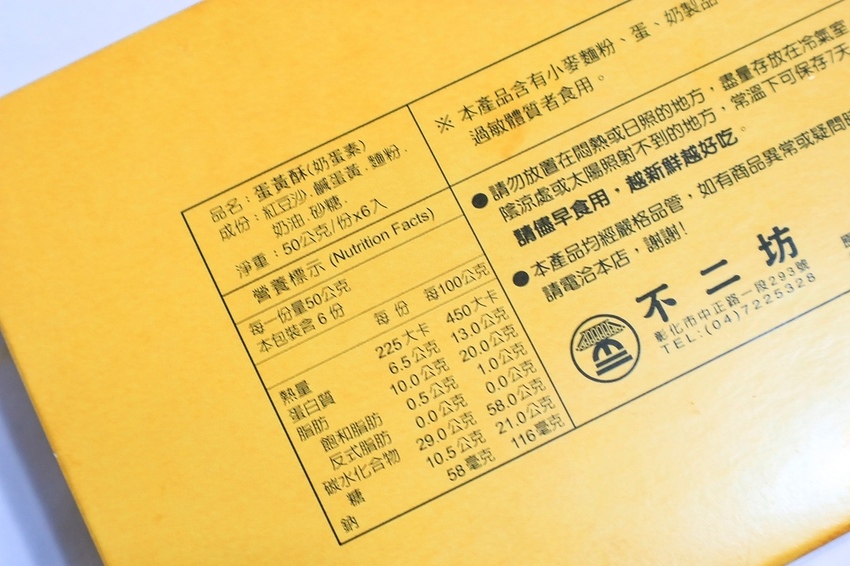 品名：蛋黃酥(奶蛋素)
成份：紅豆沙．鹹蛋黃．麵粉．
奶油．砂糖．
淨重：50公克/份x6入
營養標示 (Nutrition Facts)
每一份量50公克
本包裝含 6 份
每 份 每100公克
熱量 225 大卡 450 大卡
蛋白質 6.5 公克 13.0 公克
脂肪 10.0 公克 20.0 公克
飽和脂肪 0.5 公克 1.0 公克
反式脂肪 0.0 公克 0.0 公克
碳水化合物 29.0 公克 58.0 公克
糖 10.5 公克 21.0 公克
鈉 58 毫克 116 毫克
※ 本產品含有小麥麵粉、蛋、奶製品
過敏體質者食用。
●請勿放置在悶熱或日照的地方，盡量存放在冷氣室
陰涼處或太陽照射不到的地方，常溫下可保存7天
請儘早食用，越新鮮越好吃。
●本產品均經嚴格品管，如有商品異常或疑問
請電洽本店，謝謝!
不二坊
彰化市中正路一段293號
TEL:(04)7225328